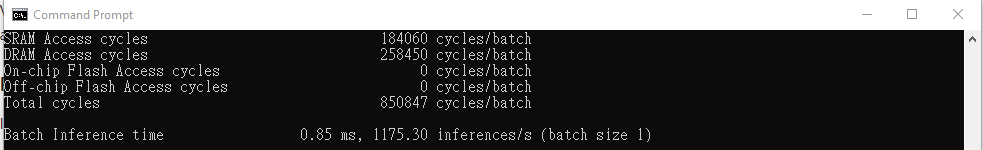 Command Prompt
SRAM Access cycles 184060 cycles/batch
DRAM Access cycles 258450 cycles/batch
On-chip Flash Access cycles 0 cycles/batch
Off-chip Flash Access cycles 0 cycles/batch
Total cycles 850847 cycles/batch
Batch Inference time 0.85 ms, 1175.30 inferences/s (batch size 1)